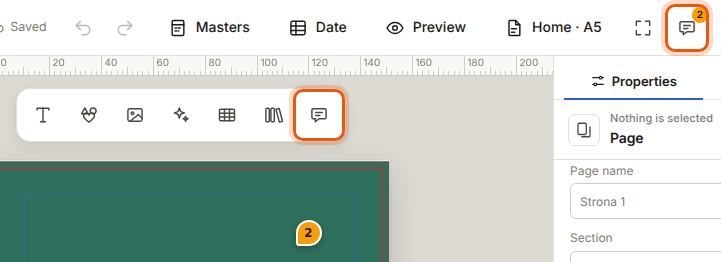 Saved
Masters
Date
Preview
Home · A5
2
0 20 40 60 80 100 120 140 160 180 200
Properties
Nothing is selected
Page
Page name
Strona 1
Section
2